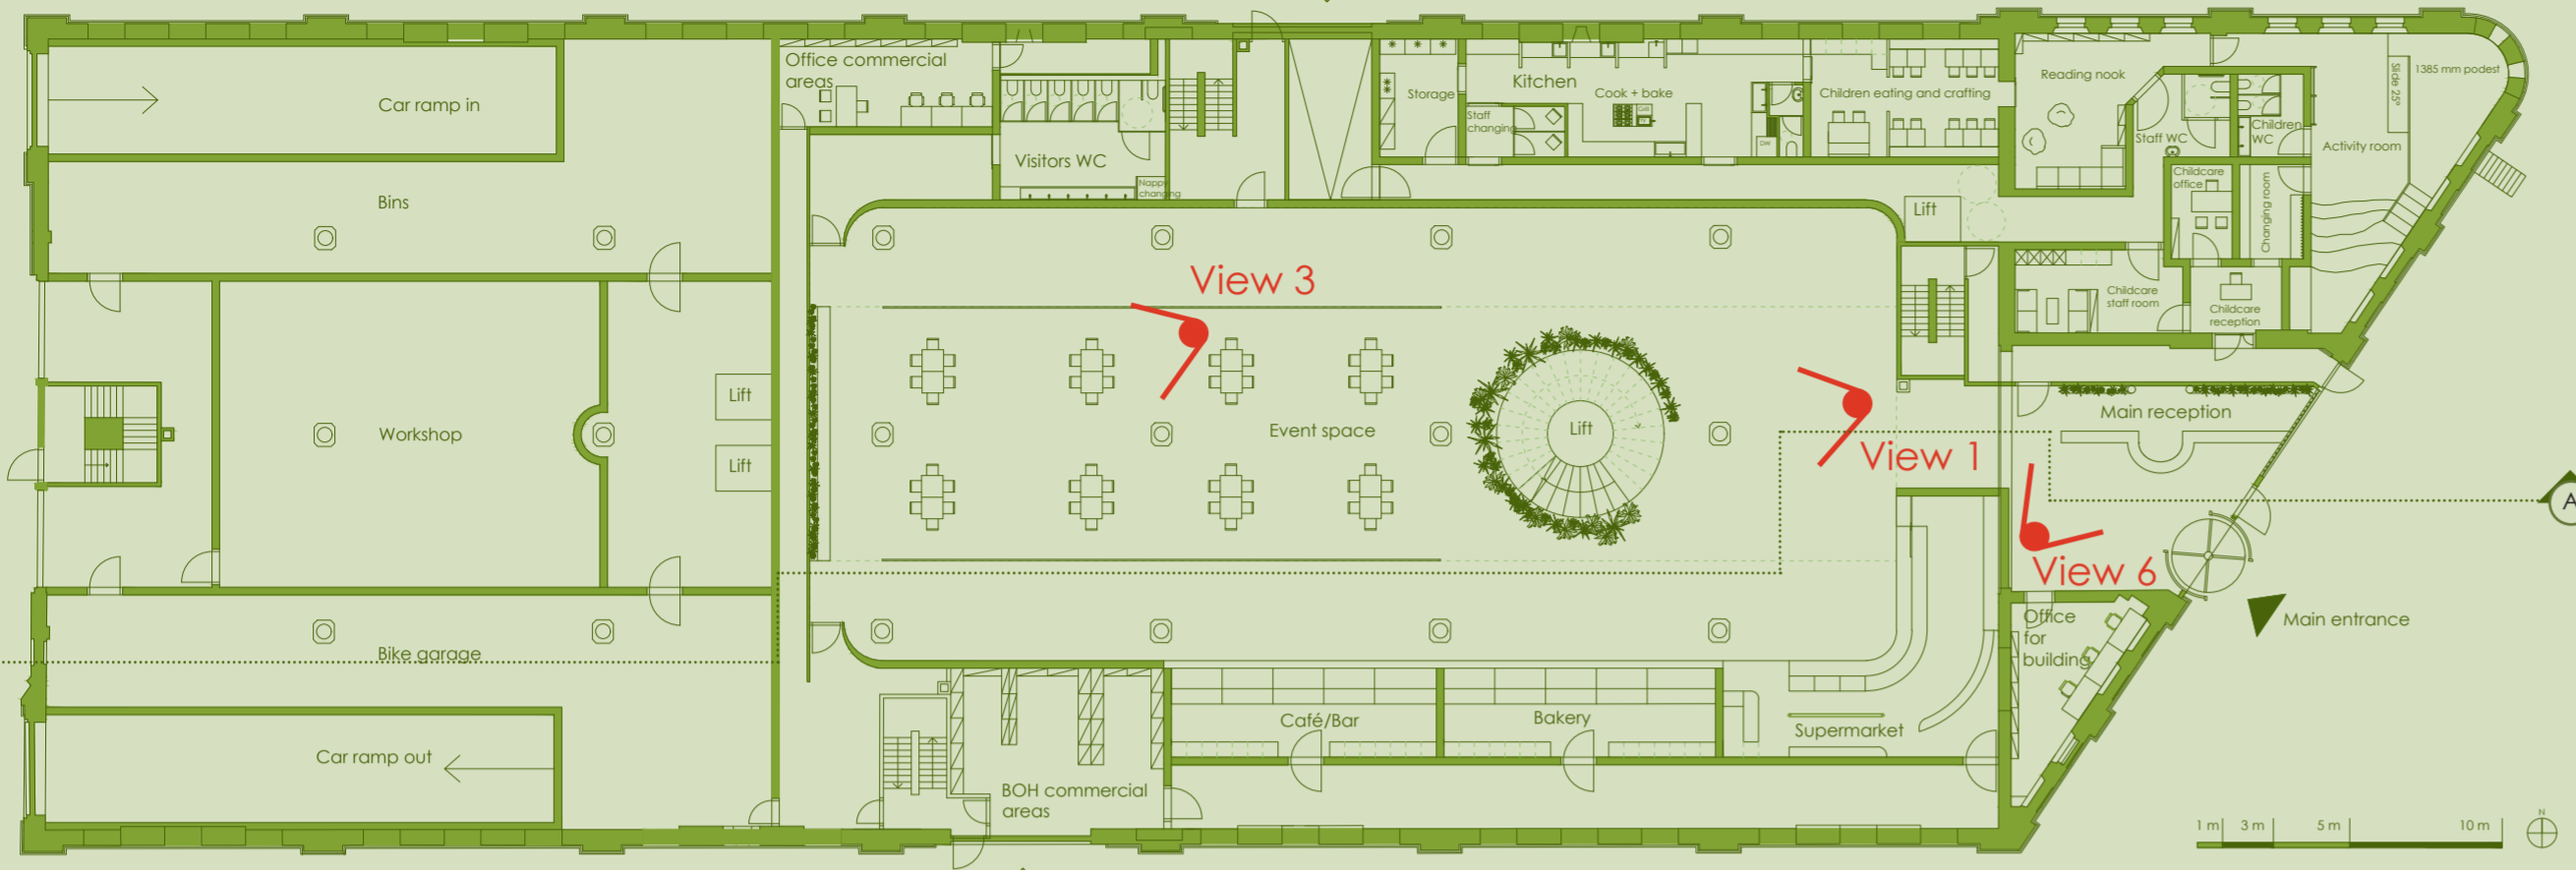 Car ramp in
Bins
Workshop
Lift
Lift
Bike garage
Car ramp out
Office commercial
areas
Visitors WC
Nappy
changing
Storage
Kitchen
Staff
changing
Cook + bake
DW
Children eating and crafting
Reading nook
Staff WC
Children
WC
Slide 25°
1385 mm podest
Activity room
Childcare
office
Changing room
Lift
Childcare
staff room
Childcare
reception
View 3
Event space
Lift
View 1
Main reception
View 6
A
Main entrance
Office
for
building
Café/Bar
Bakery
Supermarket
BOH commercial
areas
1 m
3 m
5 m
10 m
N